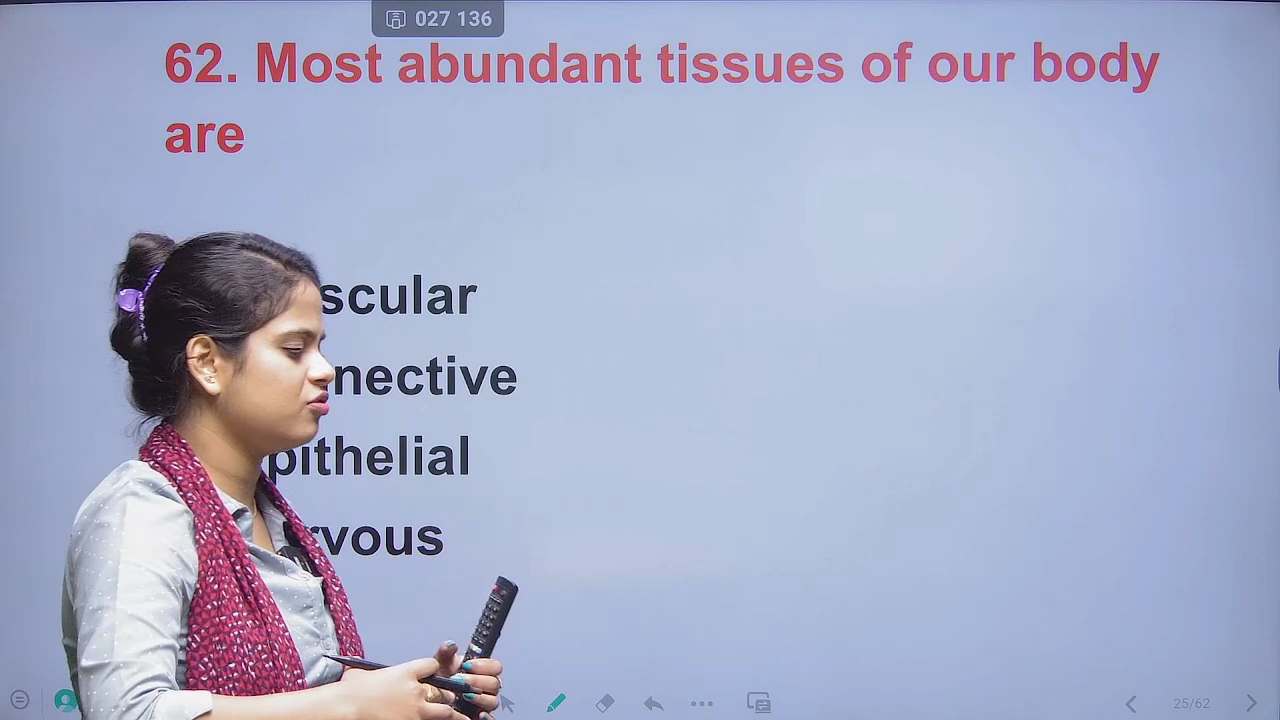 027 136
62. Most abundant tissues of our body
are
scular
nective
pithelial
rvous
25/62